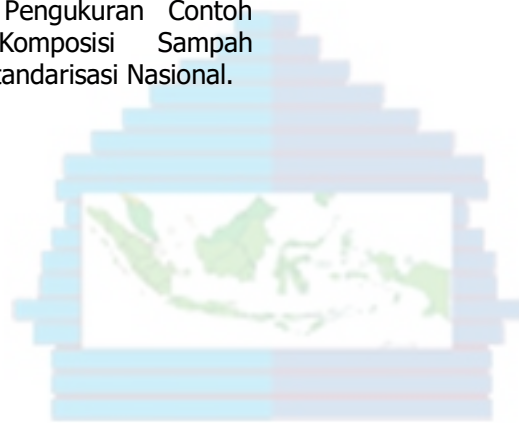 Pengukuran Contoh
Komposisi Sampah
tandarisasi Nasional.